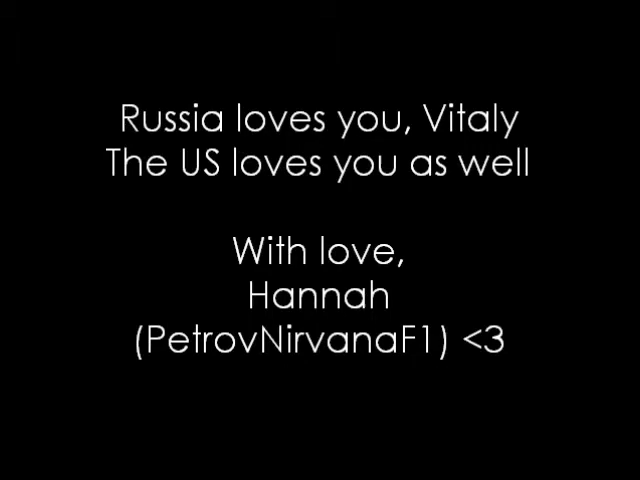 Russia loves you, Vitaly
The US loves you as well
With love,
Hannah
(PetrovNirvanaF1) <3